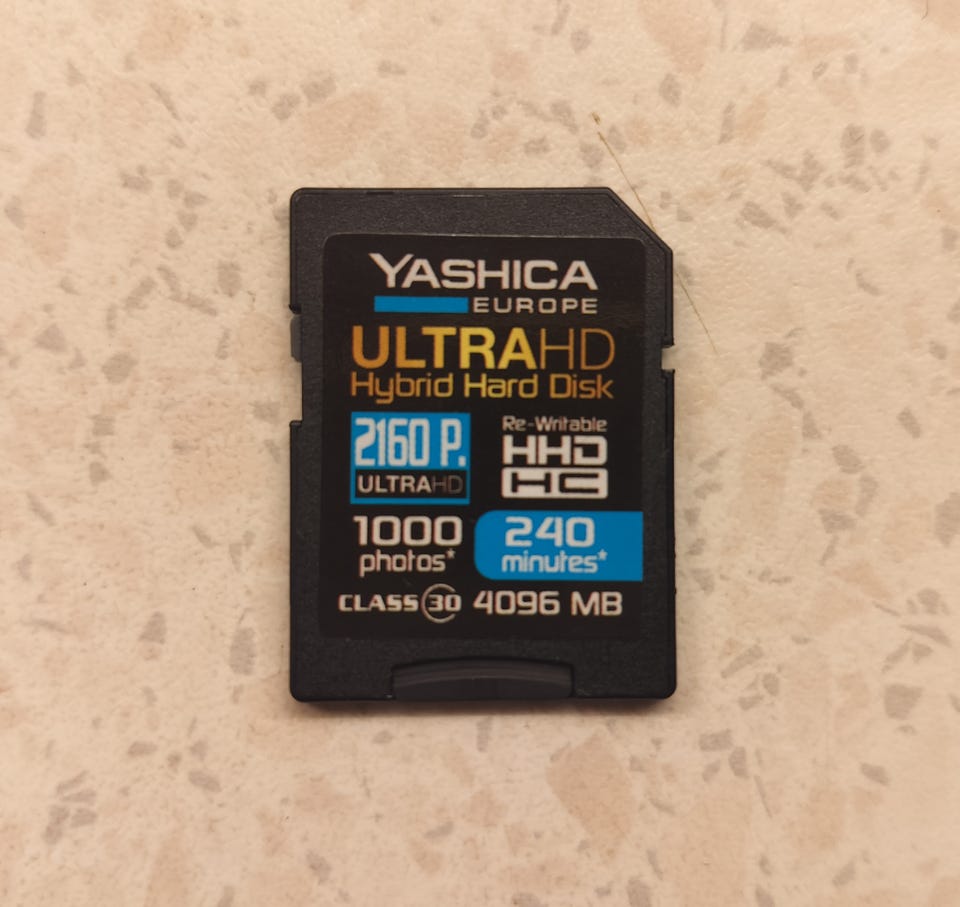 YASHICA
EUROPE
ULTRAHD
Hybrid Hard Disk
2160 P.
ULTRAHD
Re-Writable
HHD
HC
1000
photos*
240
minutes*
CLASS 30 4096 MB